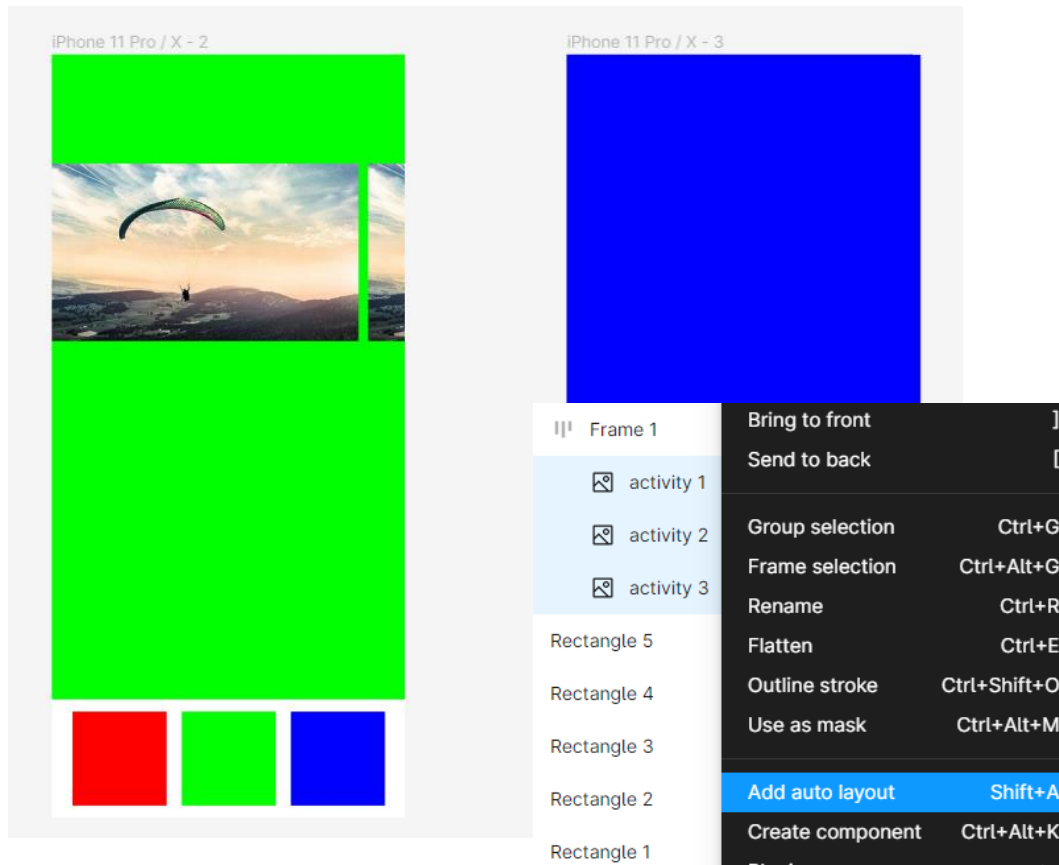 iPhone 11 Pro / X - 2
iPhone 11 Pro / X - 3
Frame 1
activity 1
activity 2
activity 3
Rectangle 5
Rectangle 4
Rectangle 3
Rectangle 2
Rectangle 1
Bring to front ]
Send to back [
Group selection Ctrl+G
Frame selection Ctrl+Alt+G
Rename Ctrl+R
Flatten Ctrl+E
Outline stroke Ctrl+Shift+O
Use as mask Ctrl+Alt+M
Add auto layout Shift+A
Create component Ctrl+Alt+K